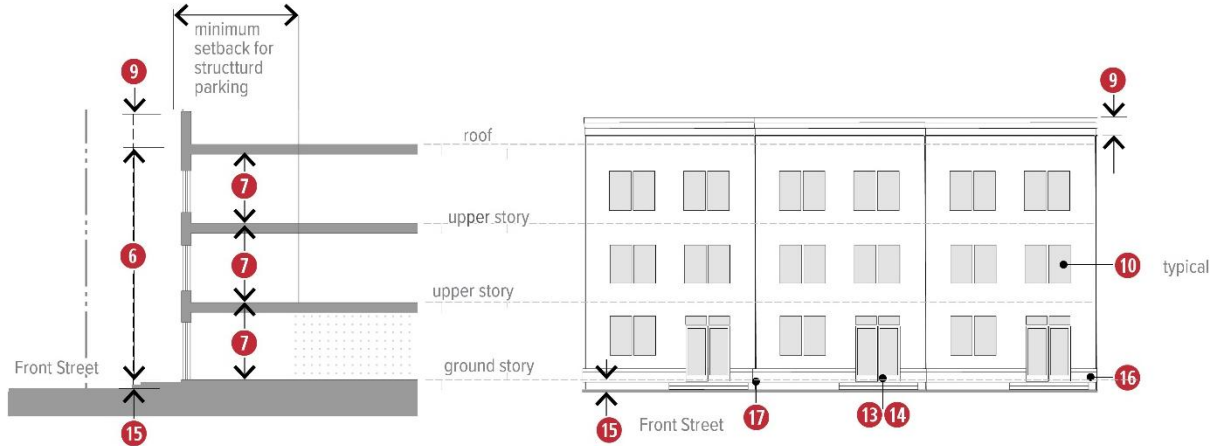 minimum
setback for
structturd
parking
9
9
roof
7
upper story
6
7
10 typical
upper story
7
Front Street
ground story
16
17
13 14
15
15
Front Street